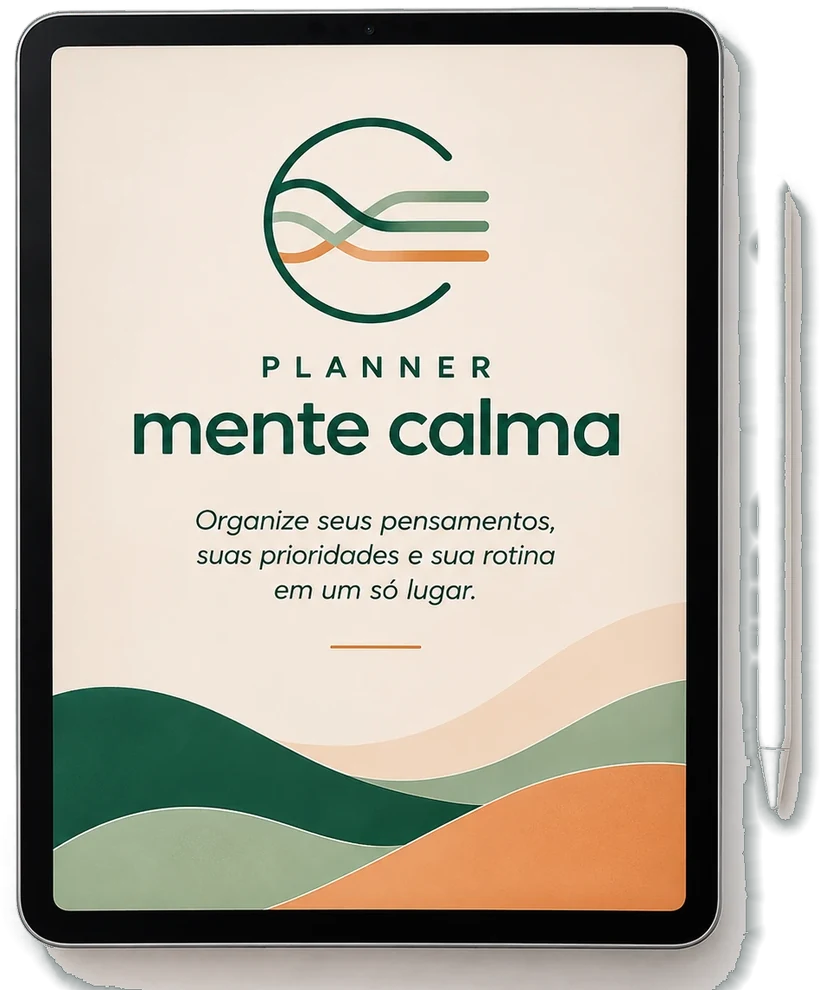 PLANNER
mente calma
Organize seus pensamentos,
suas prioridades e sua rotina
em um só lugar.